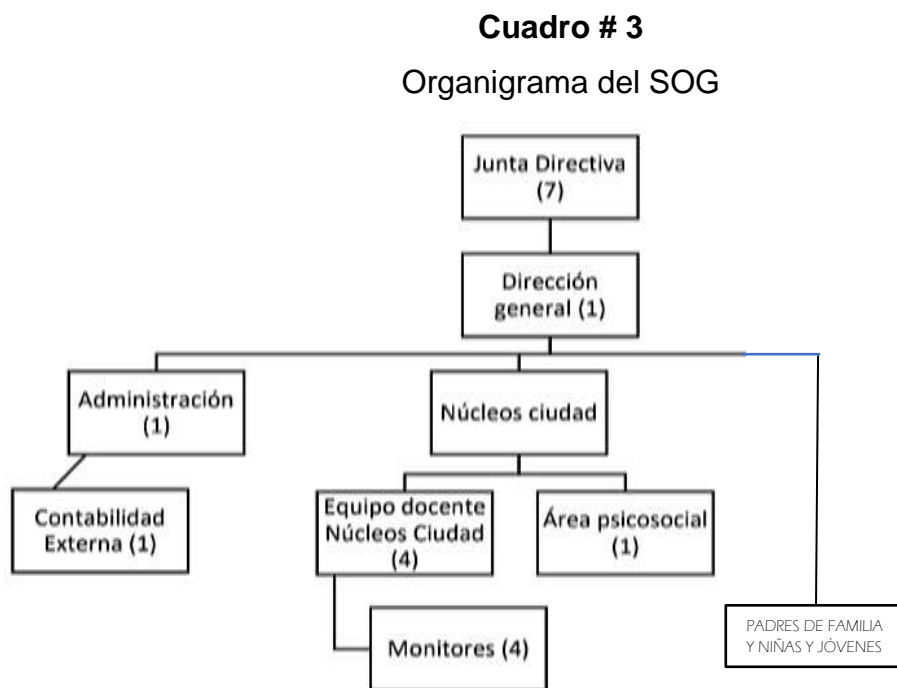 Cuadro # 3
Organigrama del SOG
Junta Directiva
(7)
Dirección
general (1)
Administración
(1)
Núcleos ciudad
Contabilidad
Externa (1)
Equipo docente
Núcleos Ciudad
(4)
Área psicosocial
(1)
Monitores (4)
PADRES DE FAMILIA
Y NIÑAS Y JÓVENES